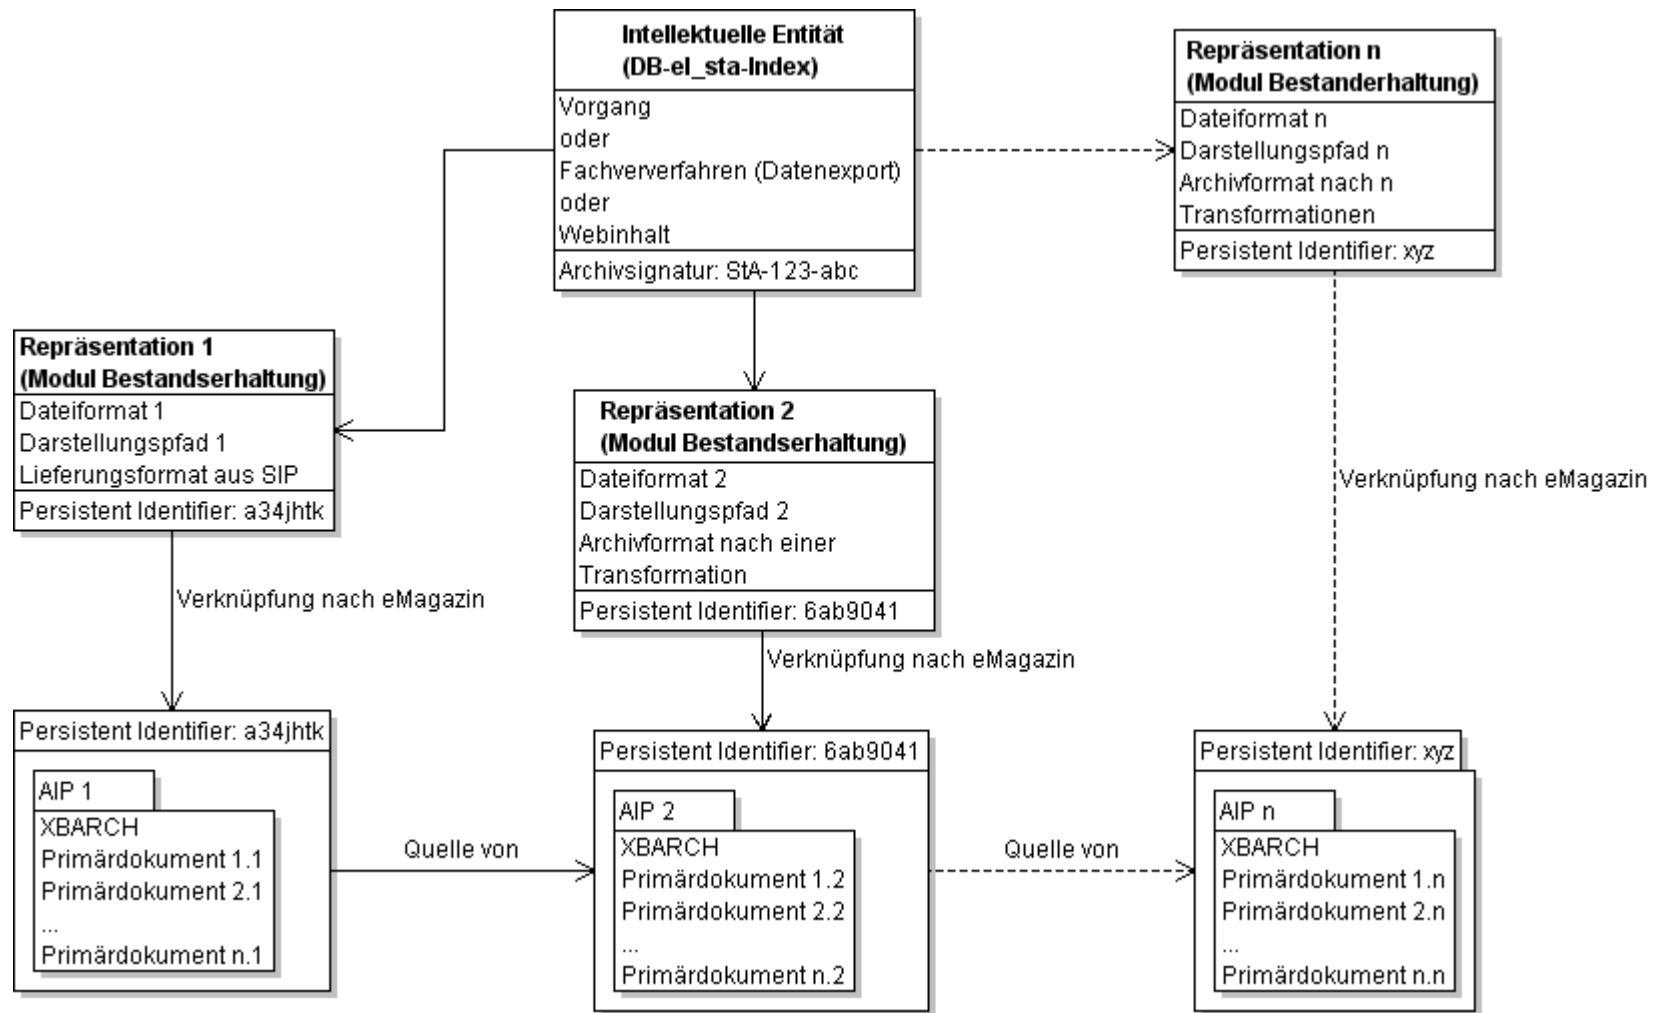 Intellektuelle Entität
(DB-el_sta-Index)
Vorgang
oder
Fachververfahren (Datenexport)
oder
Webinhalt
Archivsignatur: StA-123-abc
Repräsentation n
(Modul Bestanderhaltung)
Dateiformat n
Darstellungspfad n
Archivformat nach n
Transformationen
Persistent Identifier: xyz
Repräsentation 1
(Modul Bestandserhaltung)
Dateiformat 1
Darstellungspfad 1
Lieferungsformat aus SIP
Persistent Identifier: a34jhtk
Repräsentation 2
(Modul Bestandserhaltung)
Dateiformat 2
Darstellungspfad 2
Archivformat nach einer
Transformation
Persistent Identifier: 6ab9041
Verknüpfung nach eMagazin
Verknüpfung nach eMagazin
Verknüpfung nach eMagazin
Persistent Identifier: a34jhtk
AIP 1
XBARCH
Primärdokument 1.1
Primärdokument 2.1
...
Primärdokument n.1
Quelle von
Persistent Identifier: 6ab9041
AIP 2
XBARCH
Primärdokument 1.2
Primärdokument 2.2
...
Primärdokument n.2
Quelle von
Persistent Identifier: xyz
AIP n
XBARCH
Primärdokument 1.n
Primärdokument 2.n
...
Primärdokument n.n